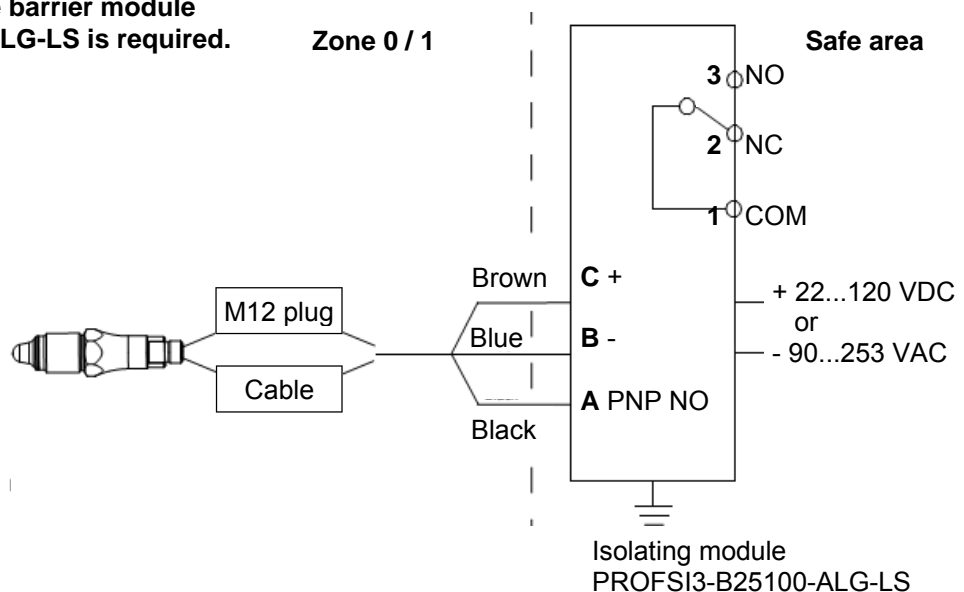 barrier module
LG-LS is required.
Zone 0 / 1
Safe area
3 NO
2 NC
1 COM
Brown
C +
M12 plug
Blue
B -
Cable
A PNP NO
Black
+ 22...120 VDC
or
- 90...253 VAC
Isolating module
PROFSI3-B25100-ALG-LS